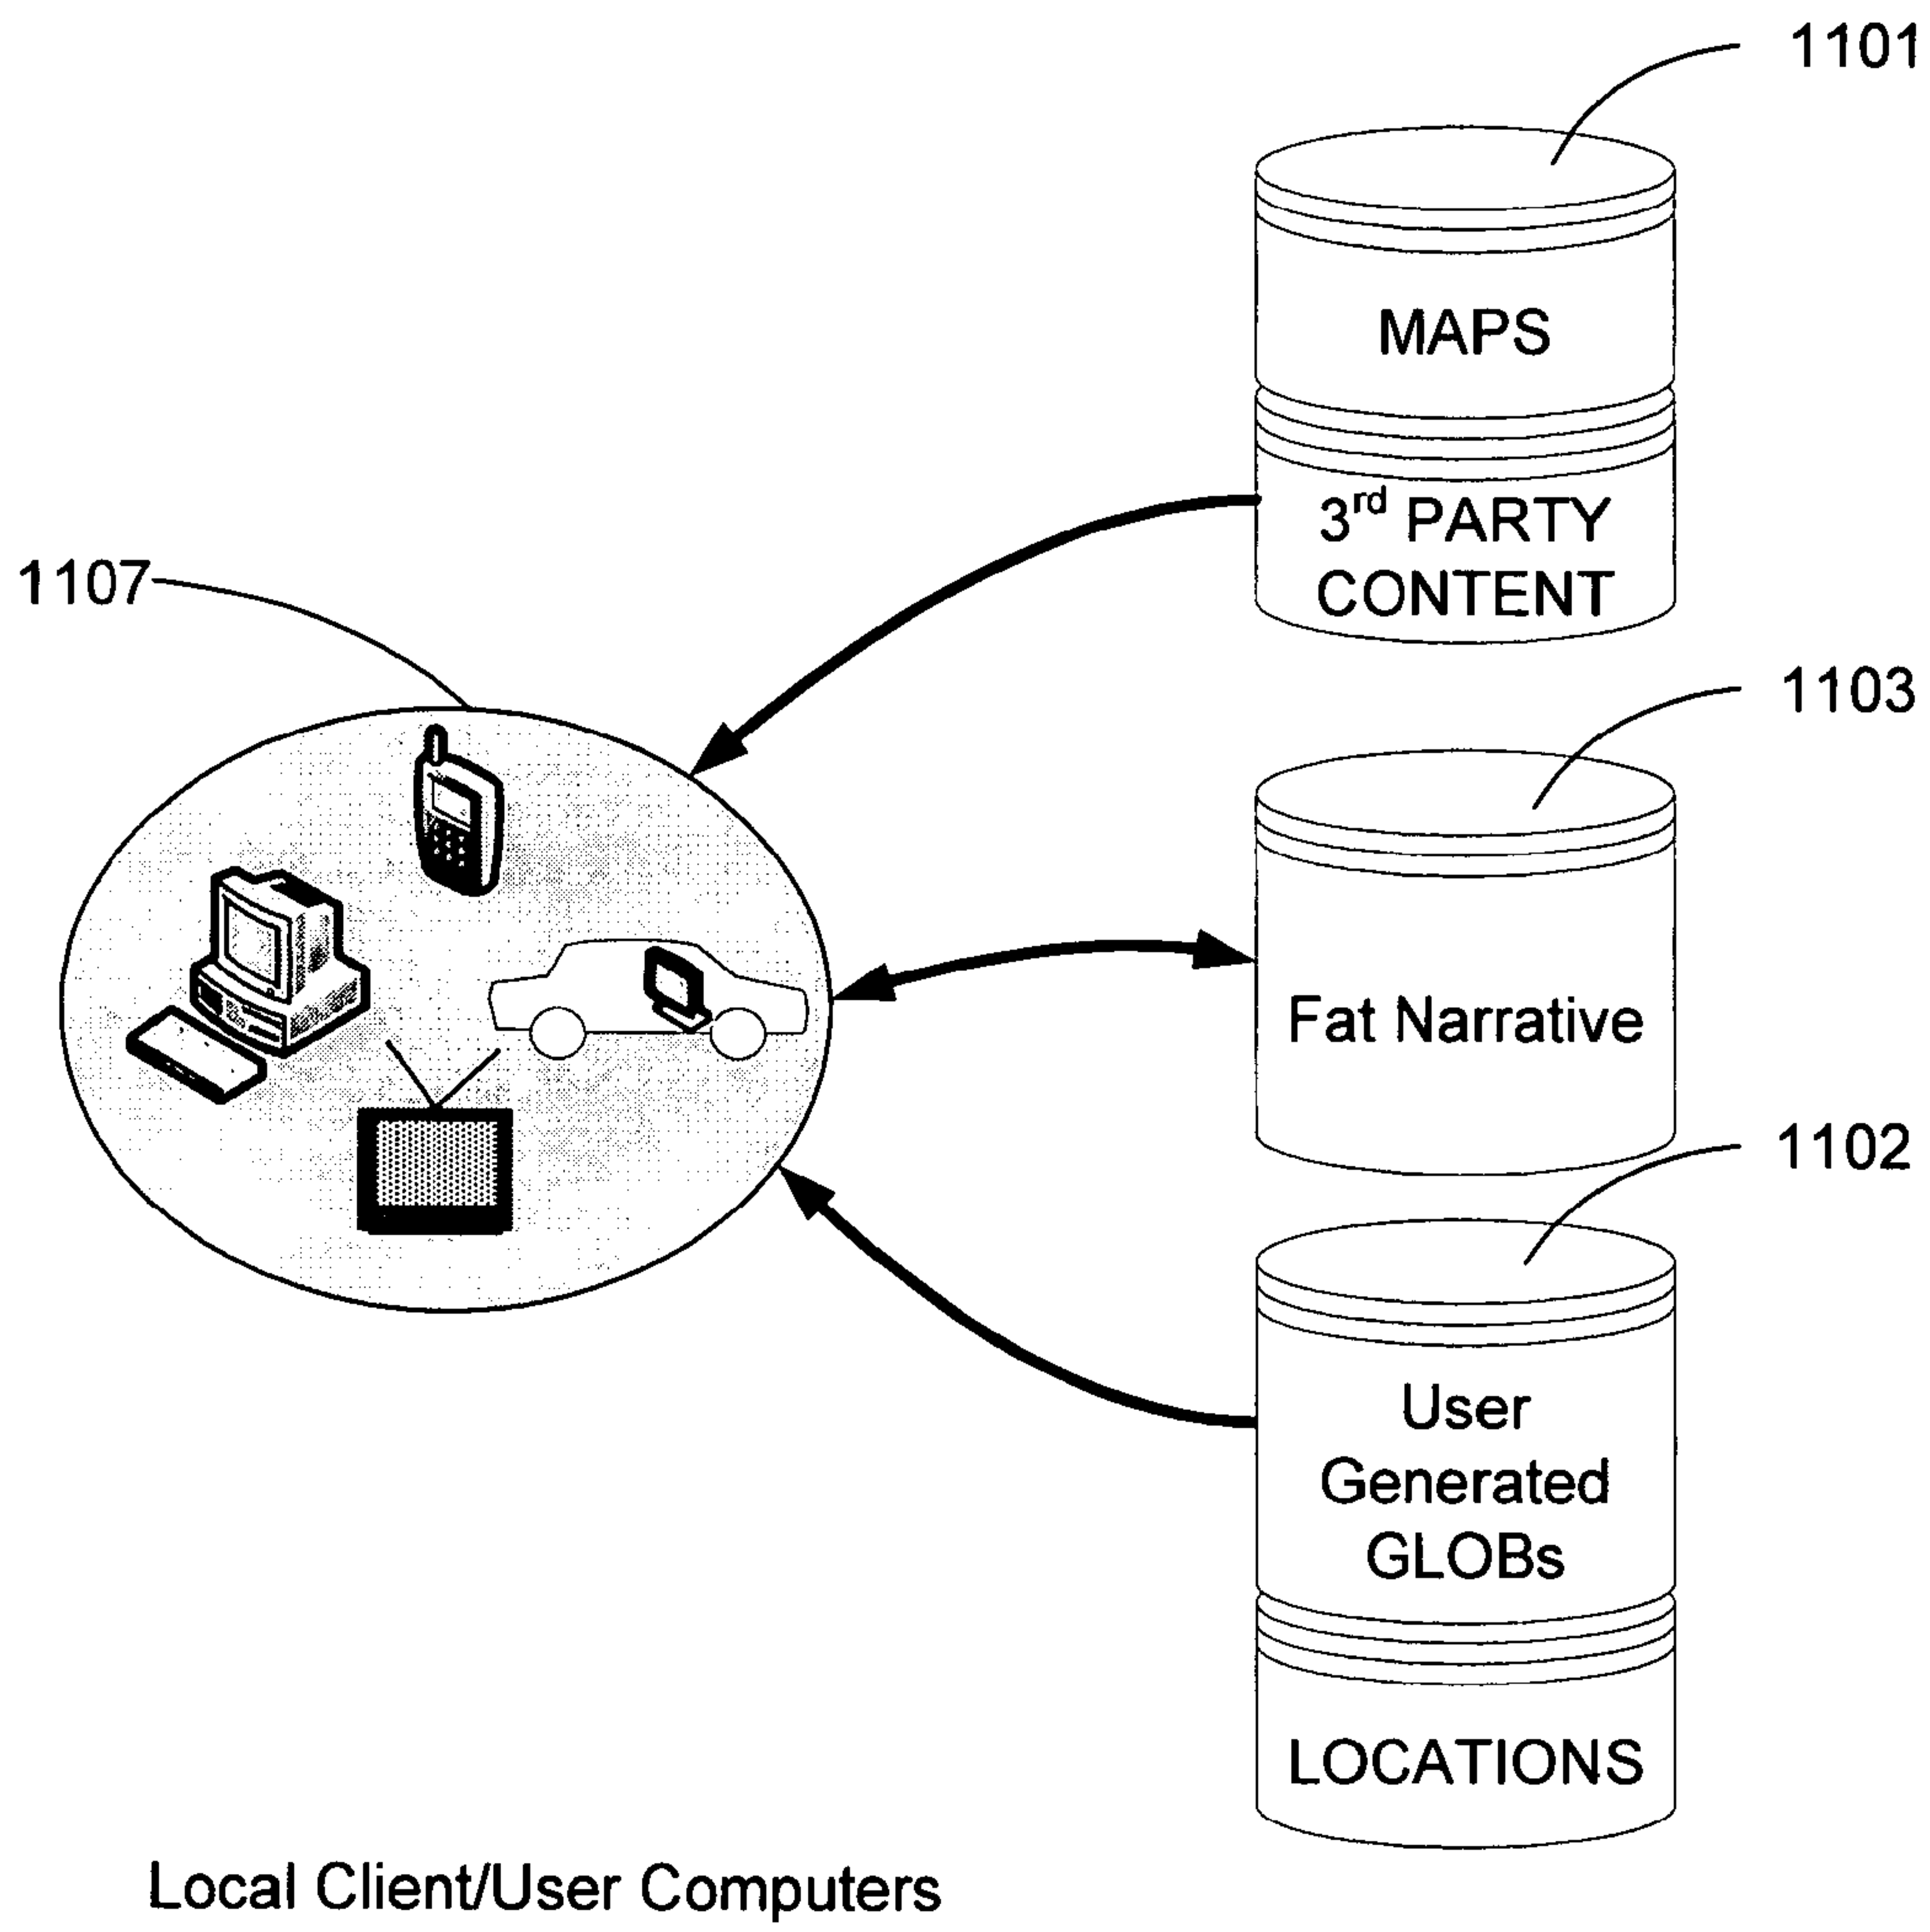 1101
MAPS
3rd PARTY
CONTENT
1107
1103
Fat Narrative
1102
User
Generated
GLOBs
LOCATIONS
Local Client/User Computers